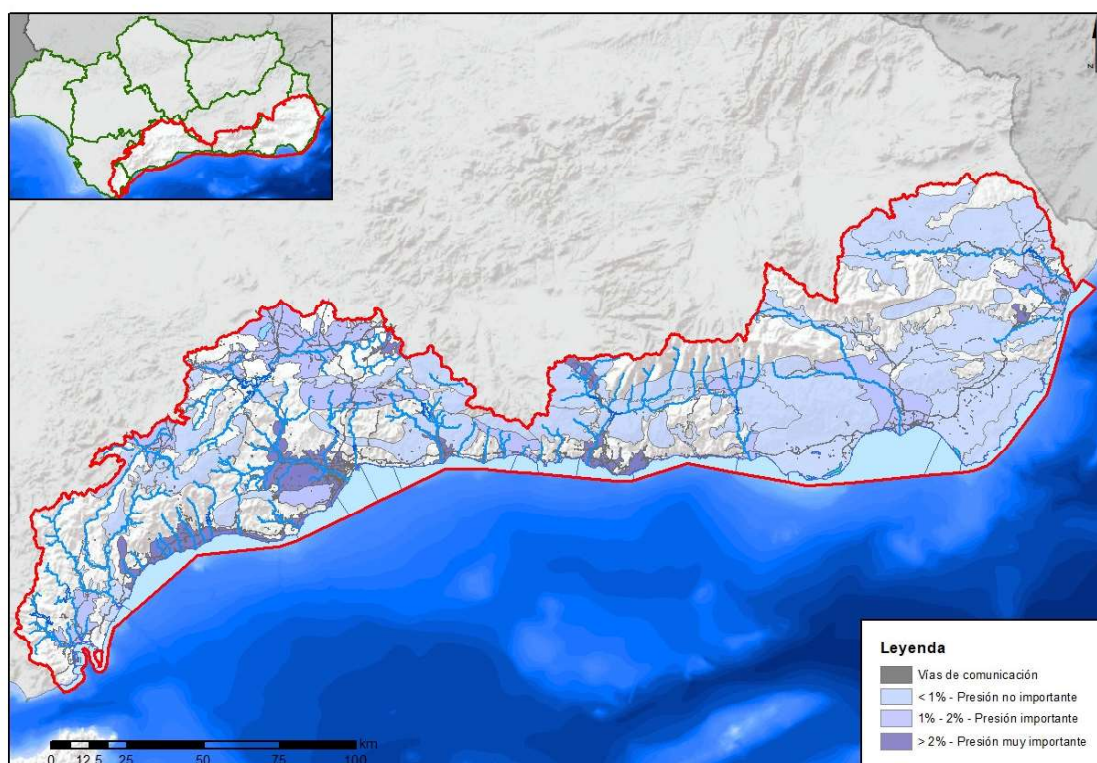 N
Leyenda
Vías de comunicación
< 1% - Presión no importante
1% - 2% - Presión importante
> 2% - Presión muy importante
km
0 12,5 25 50 75 100